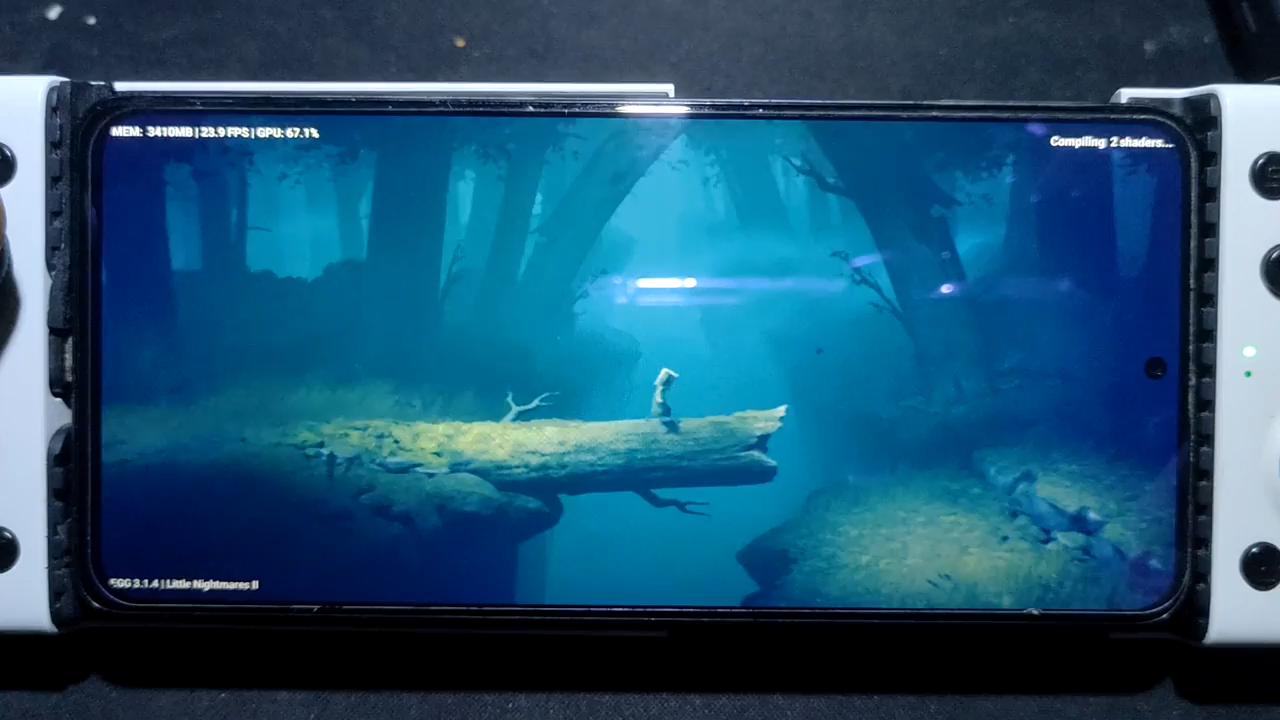 MEM: 3410MB | 23.9 FPS | GPU: 67.1%
Compiling 2 shaders...
EGG 3.1.4 | Little Nightmares II